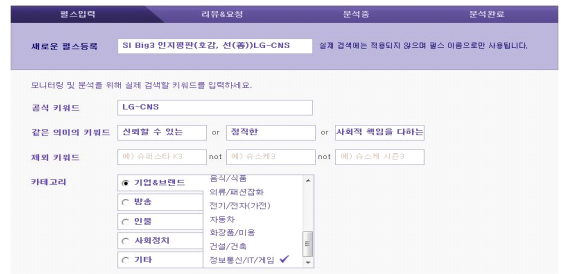 펄스입력 리뷰&요청 분석중 분석완료
새로운 펄스등록 SI Big3 인지평판(호감, 선(善))LG-CNS 실제 검색에는 적용되지 않으며 펄스 이름으로만 사용됩니다.
모니터링 및 분석을 위해 실제 검색할 키워드를 입력하세요.
공식 키워드 LG-CNS
같은 의미의 키워드 신뢰할 수 있는 or 정직한 or 사회적 책임을 다하는
제외 키워드 예) 슈퍼스타 K3 not 예) 슈스케3 not 예) 슈스케 시즌3
카테고리 기업&브랜드 음식/식품
의류/패션잡화
방송 전기/전자(가전)
인물 자동차
화장품/미용
사회정치 건설/건축
기타 정보통신/IT/게임